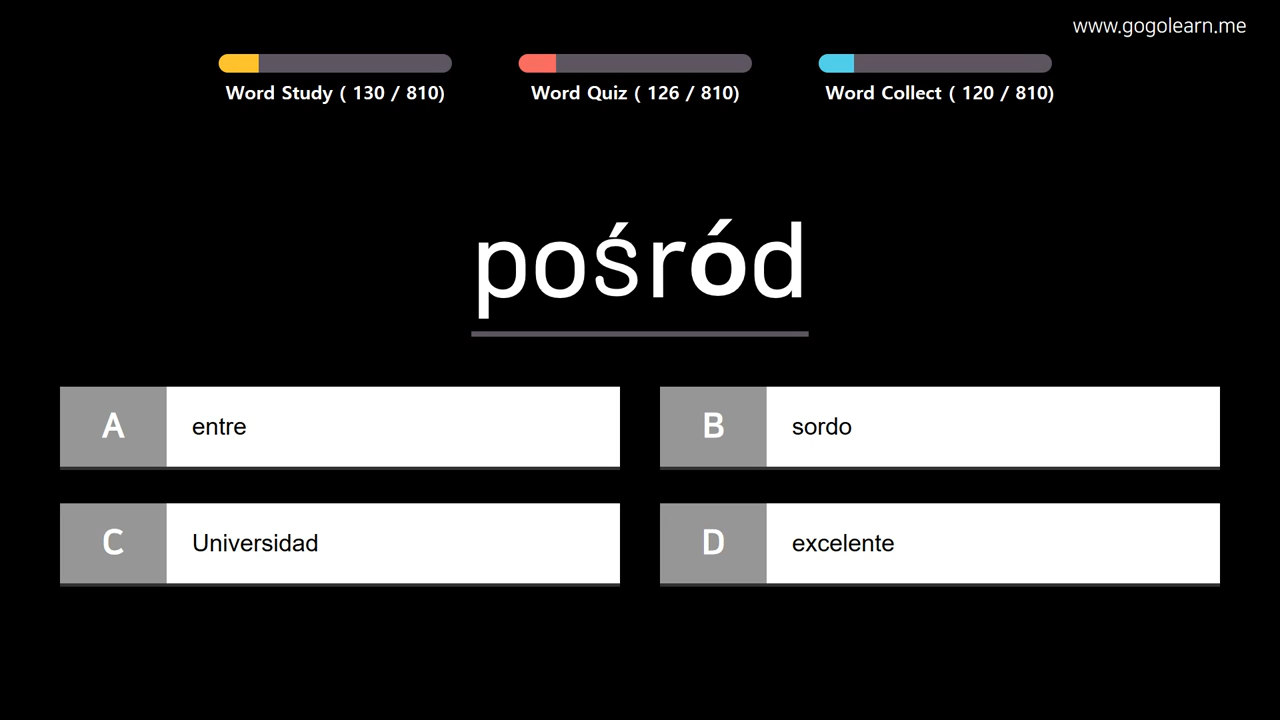 www.gogolearn.me
Word Study ( 130 / 810)
Word Quiz ( 126 / 810)
Word Collect ( 120 / 810)
pośród
A entre
B sordo
C Universidad
D excelente